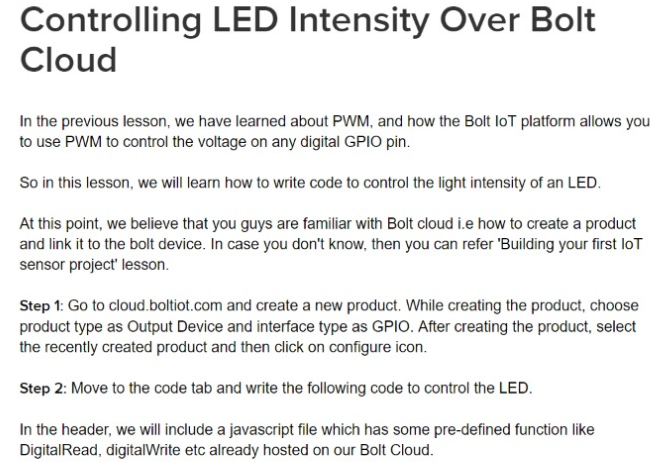 Controlling LED Intensity Over Bolt
Cloud
In the previous lesson, we have learned about PWM, and how the Bolt IoT platform allows you
to use PWM to control the voltage on any digital GPIO pin.
So in this lesson, we will learn how to write code to control the light intensity of an LED.
At this point, we believe that you guys are familiar with Bolt cloud i.e how to create a product
and link it to the bolt device. In case you don't know, then you can refer 'Building your first IoT
sensor project' lesson.
Step 1: Go to cloud.boltiot.com and create a new product. While creating the product, choose
product type as Output Device and interface type as GPIO. After creating the product, select
the recently created product and then click on configure icon.
Step 2: Move to the code tab and write the following code to control the LED.
In the header, we will include a javascript file which has some pre-defined function like
DigitalRead, digitalWrite etc already hosted on our Bolt Cloud.